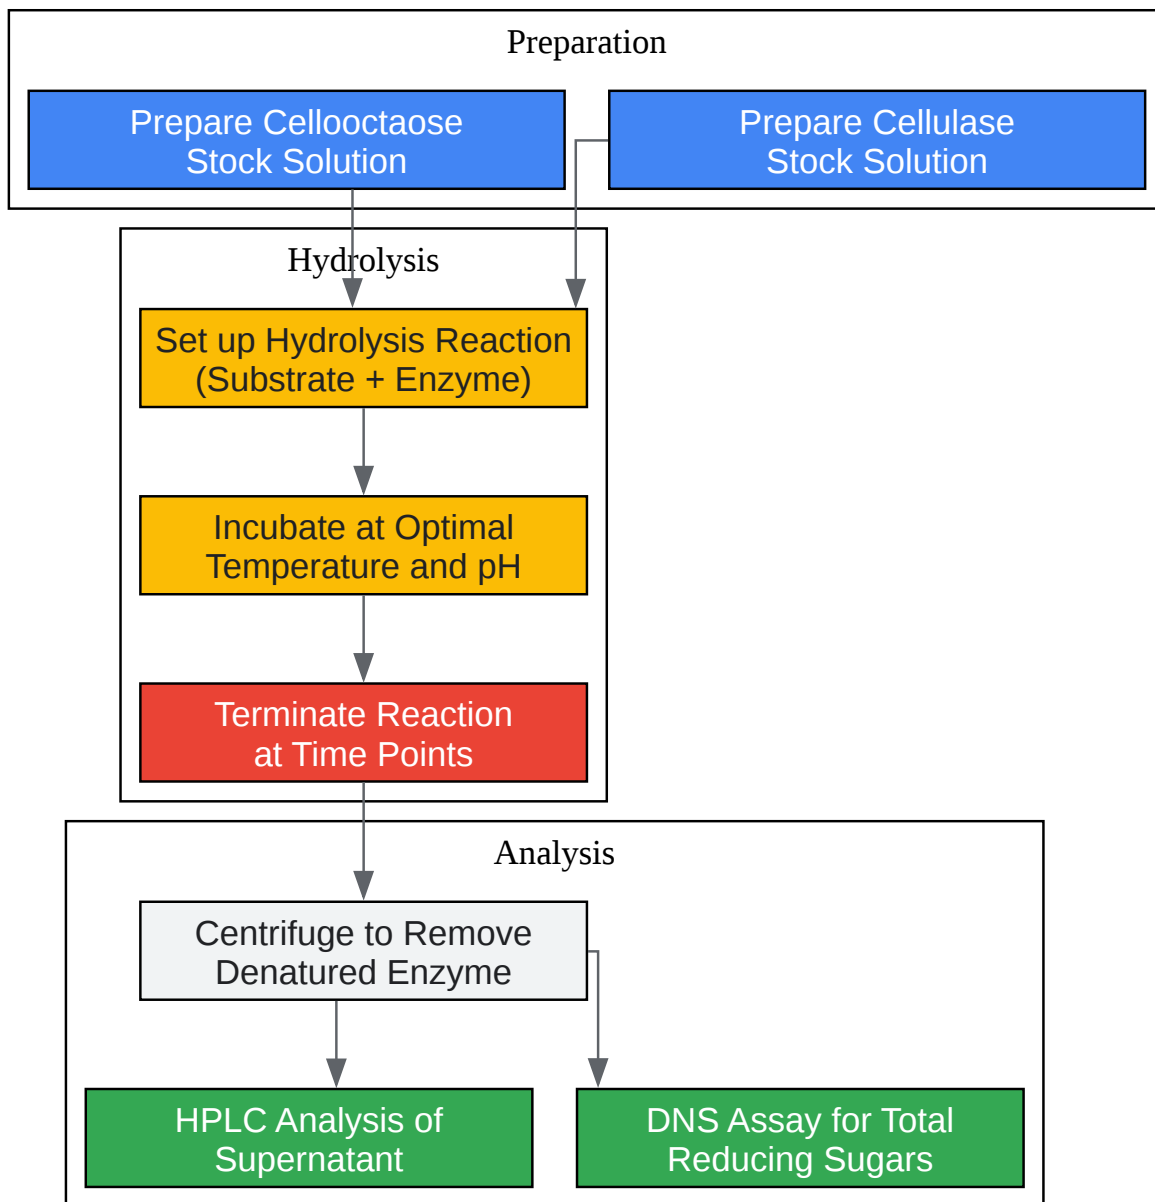 Preparation
Prepare Cellooctaose
Stock Solution
Prepare Cellulase
Stock Solution
Hydrolysis
Set up Hydrolysis Reaction
(Substrate + Enzyme)
Incubate at Optimal
Temperature and pH
Terminate Reaction
at Time Points
Analysis
Centrifuge to Remove
Denatured Enzyme
HPLC Analysis of
Supernatant
DNS Assay for Total
Reducing Sugars